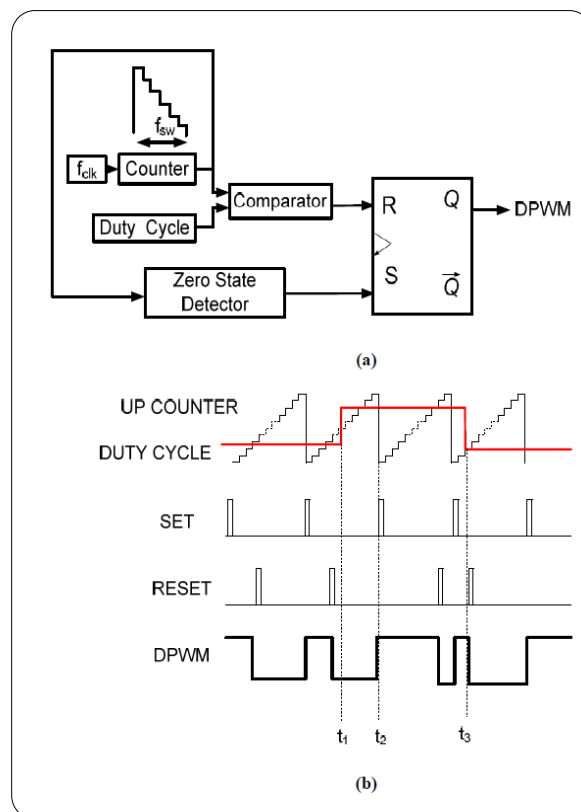 f_sw
f_clk
Counter
Comparator
Duty Cycle
Zero State
Detector
R
Q
S
Q⃗
DPWM
(a)
UP COUNTER
DUTY CYCLE
SET
RESET
DPWM
t₁
t₂
t₃
(b)